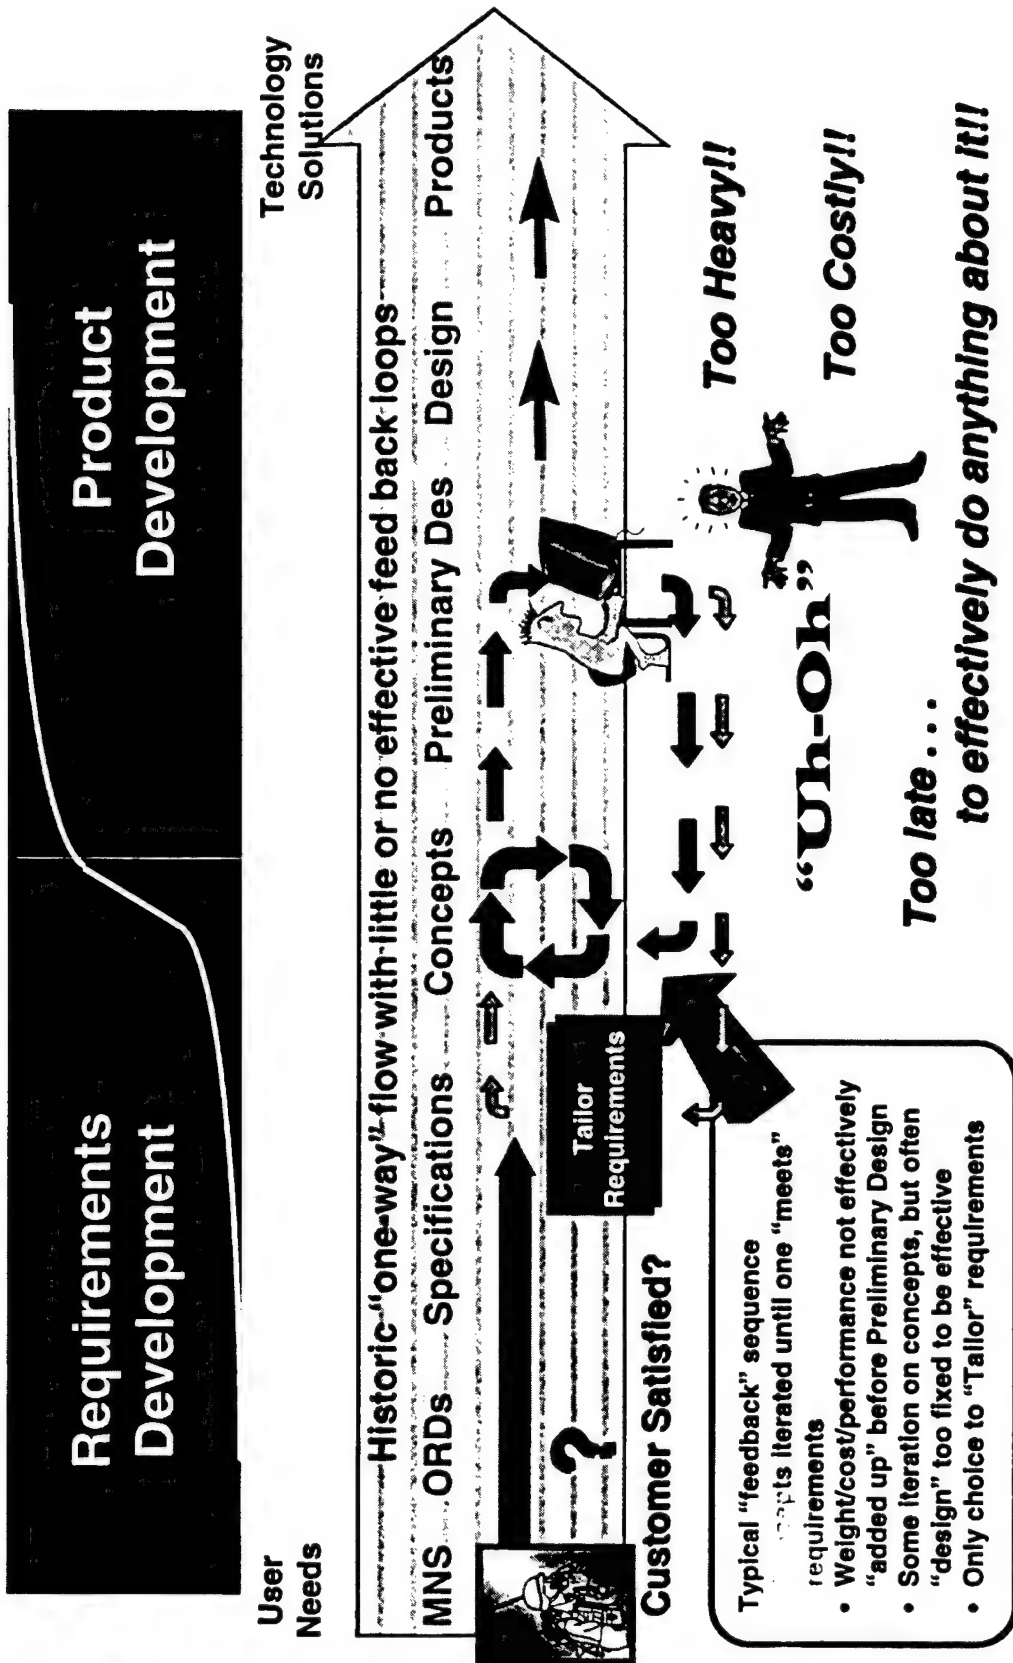 Requirements
Development
Product
Development
User
Needs
Technology
Solutions
Historic "one-way" flow with little or no effective feed back loops
MNS ORDs Specifications Concepts Preliminary Des Design Products
?
Tailor
Requirements
Customer Satisfied?
Typical "feedback" sequence
iterated until one "meets"
requirements
• Weight/cost/performance not effectively
"added up" before Preliminary Design
• Some iteration on concepts, but often
"design" too fixed to be effective
• Only choice to "Tailor" requirements
"Uh-Oh"
Too Heavy!!
Too Costly!!
Too late...
to effectively do anything about it!!